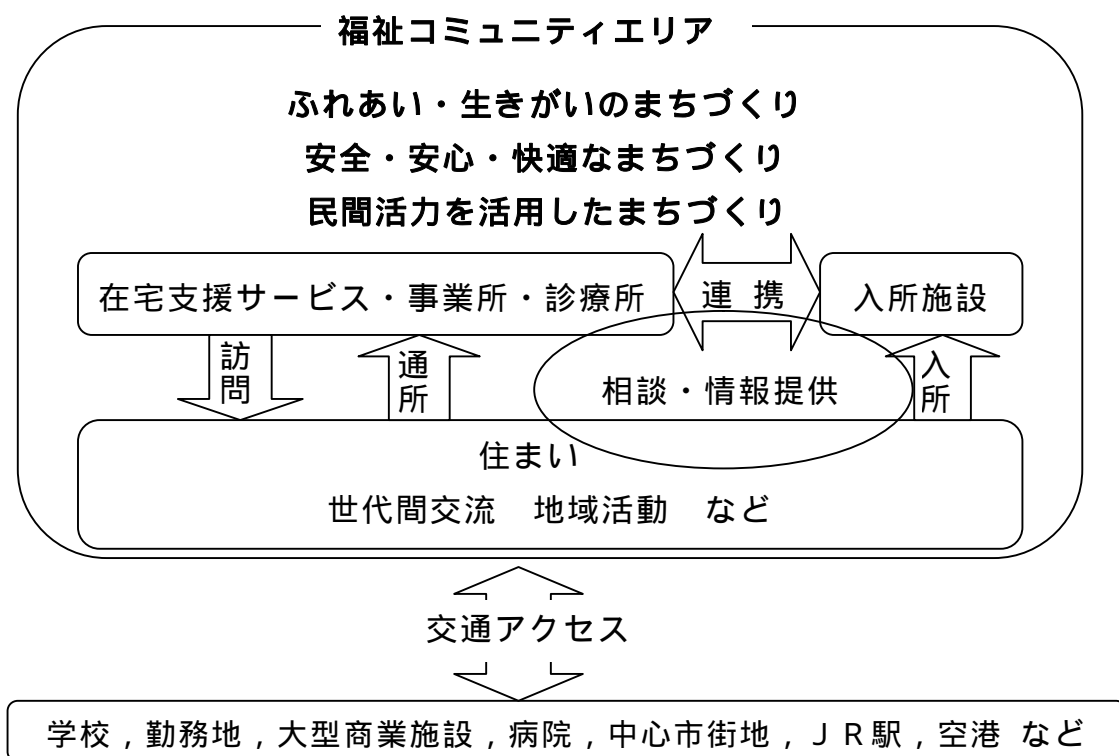 福祉コミュニティエリア
ふれあい・生きがいのまちづくり
安全・安心・快適なまちづくり
民間活力を活用したまちづくり
在宅支援サービス・事業所・診療所
連 携
入所施設
訪問
通所
相談・情報提供
入所
住まい
世代間交流　地域活動　など
交通アクセス
学校，勤務地，大型商業施設，病院，中心市街地，ＪＲ駅，空港 など